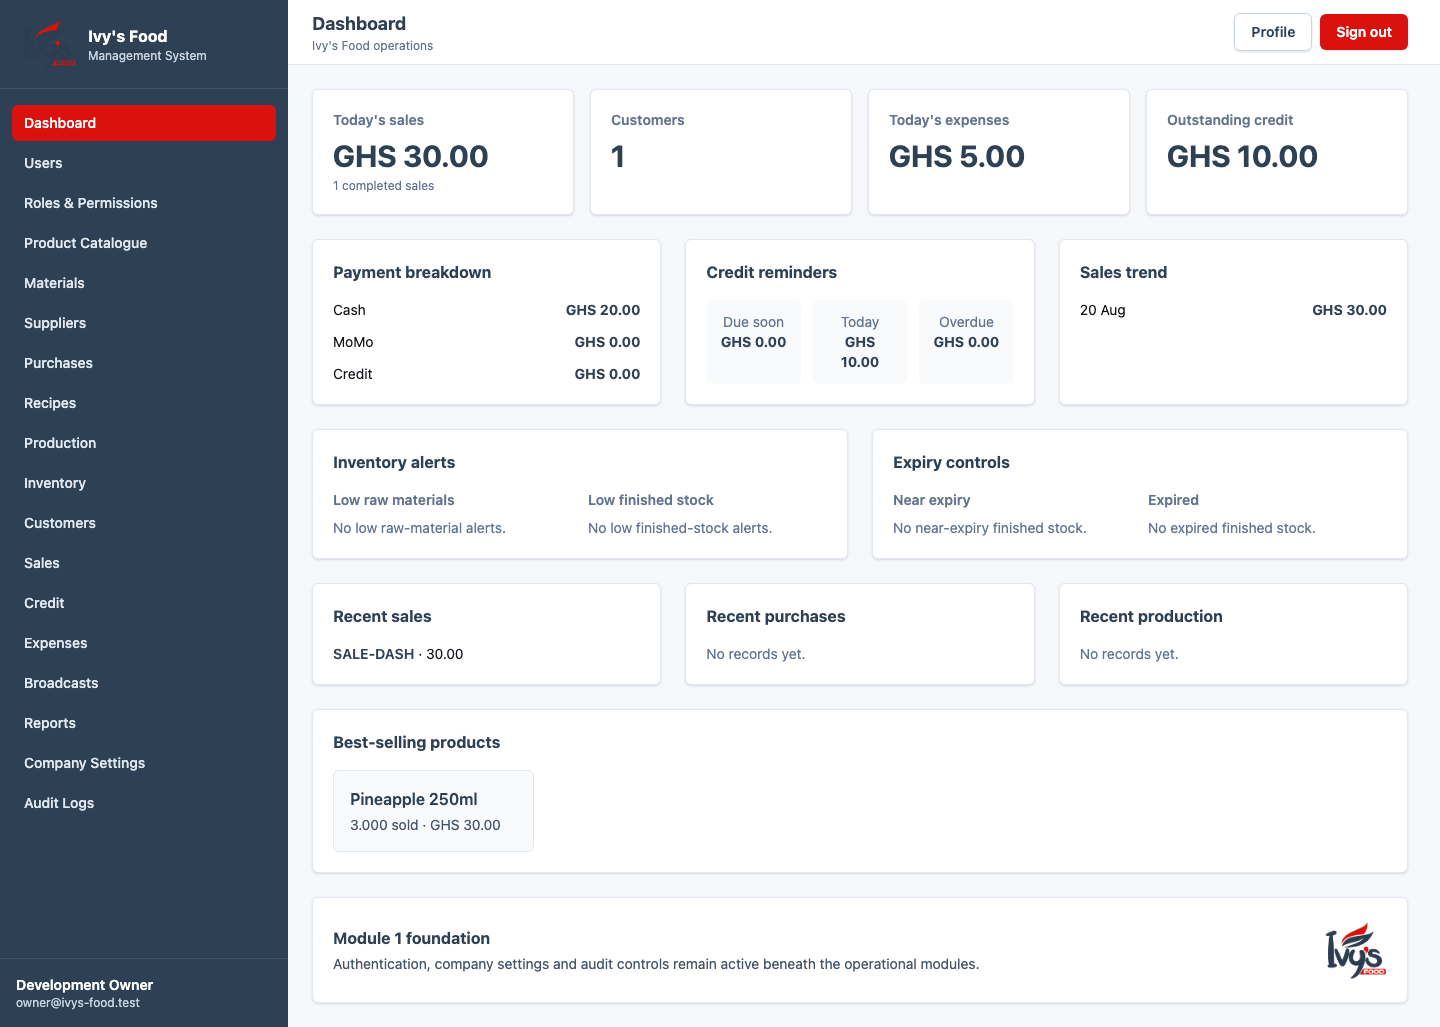 Ivy's Food
Management System
Dashboard
Users
Roles & Permissions
Product Catalogue
Materials
Suppliers
Purchases
Recipes
Production
Inventory
Customers
Sales
Credit
Expenses
Broadcasts
Reports
Company Settings
Audit Logs
Development Owner
owner@ivys-food.test
Dashboard
Ivy's Food operations
Profile
Sign out
Today's sales
GHS 30.00
1 completed sales
Customers
1
Today's expenses
GHS 5.00
Outstanding credit
GHS 10.00
Payment breakdown
Cash GHS 20.00
MoMo GHS 0.00
Credit GHS 0.00
Credit reminders
Due soon
GHS 0.00
Today
GHS
10.00
Overdue
GHS 0.00
Sales trend
20 Aug GHS 30.00
Inventory alerts
Low raw materials
No low raw-material alerts.
Low finished stock
No low finished-stock alerts.
Expiry controls
Near expiry
No near-expiry finished stock.
Expired
No expired finished stock.
Recent sales
SALE-DASH · 30.00
Recent purchases
No records yet.
Recent production
No records yet.
Best-selling products
Pineapple 250ml
3.000 sold · GHS 30.00
Module 1 foundation
Authentication, company settings and audit controls remain active beneath the operational modules.
Ivy's
FOOD